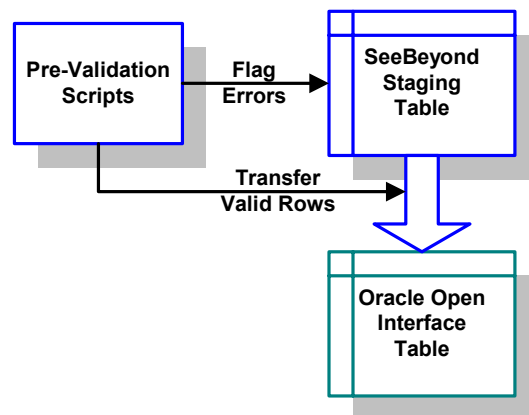 Pre-Validation
Scripts
Flag
Errors
SeeBeyond
Staging
Table
Transfer
Valid Rows
Oracle Open
Interface
Table